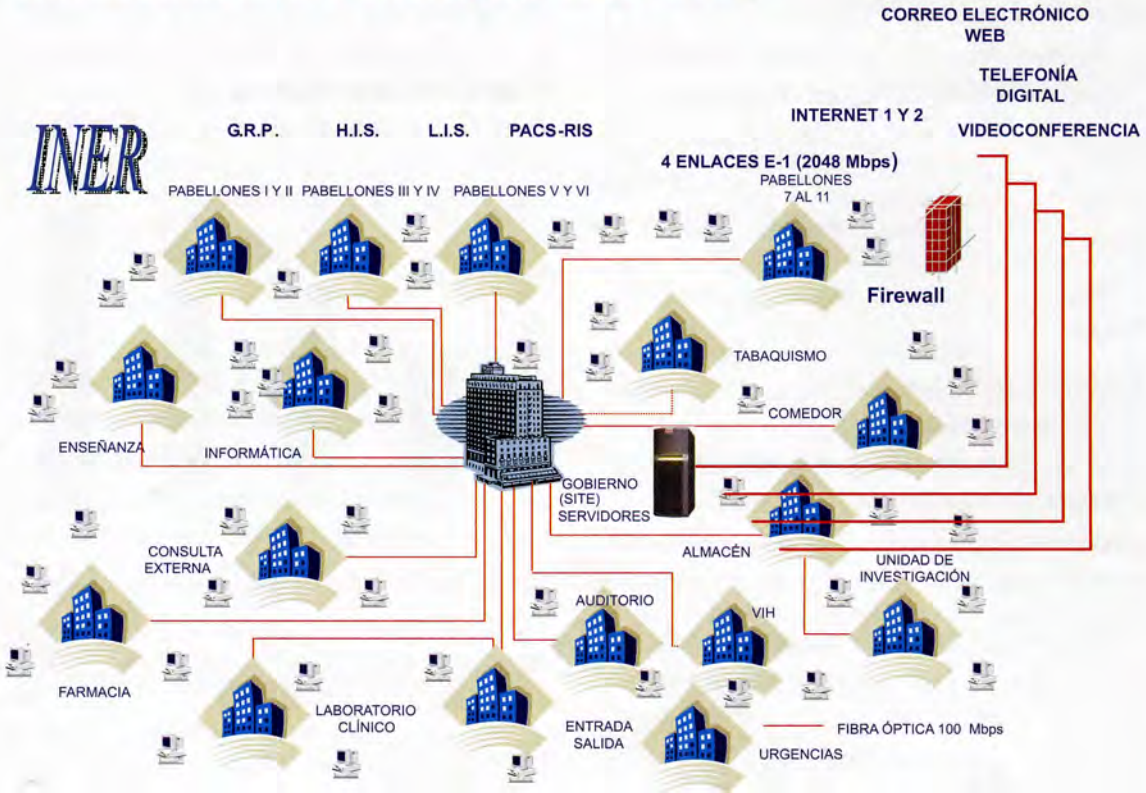 CORREO ELECTRÓNICO
WEB
TELEFONÍA
DIGITAL
VIDEOCONFERENCIA
INTERNET 1 Y 2
4 ENLACES E-1 (2048 Mbps)
INER
G.R.P.
H.I.S.
L.I.S.
PACS-RIS
PABELLONES I Y II
PABELLONES III Y IV
PABELLONES V Y VI
PABELLONES
7 AL 11
Firewall
TABAQUISMO
COMEDOR
ENSEÑANZA
INFORMÁTICA
GOBIERNO
(SITE)
SERVIDORES
CONSULTA
EXTERNA
ALMACÉN
UNIDAD DE
INVESTIGACIÓN
AUDITORIO
VIH
FARMACIA
LABORATORIO
CLÍNICO
ENTRADA
SALIDA
URGENCIAS
FIBRA ÓPTICA 100 Mbps